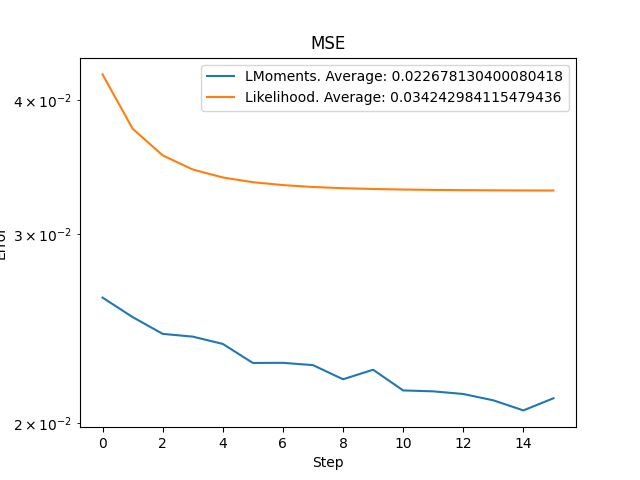 MSE
LMoments. Average: 0.022678130400080418
Likelihood. Average: 0.034242984115479436
Error
4 × 10⁻²
3 × 10⁻²
2 × 10⁻²
0 2 4 6 8 10 12 14
Step